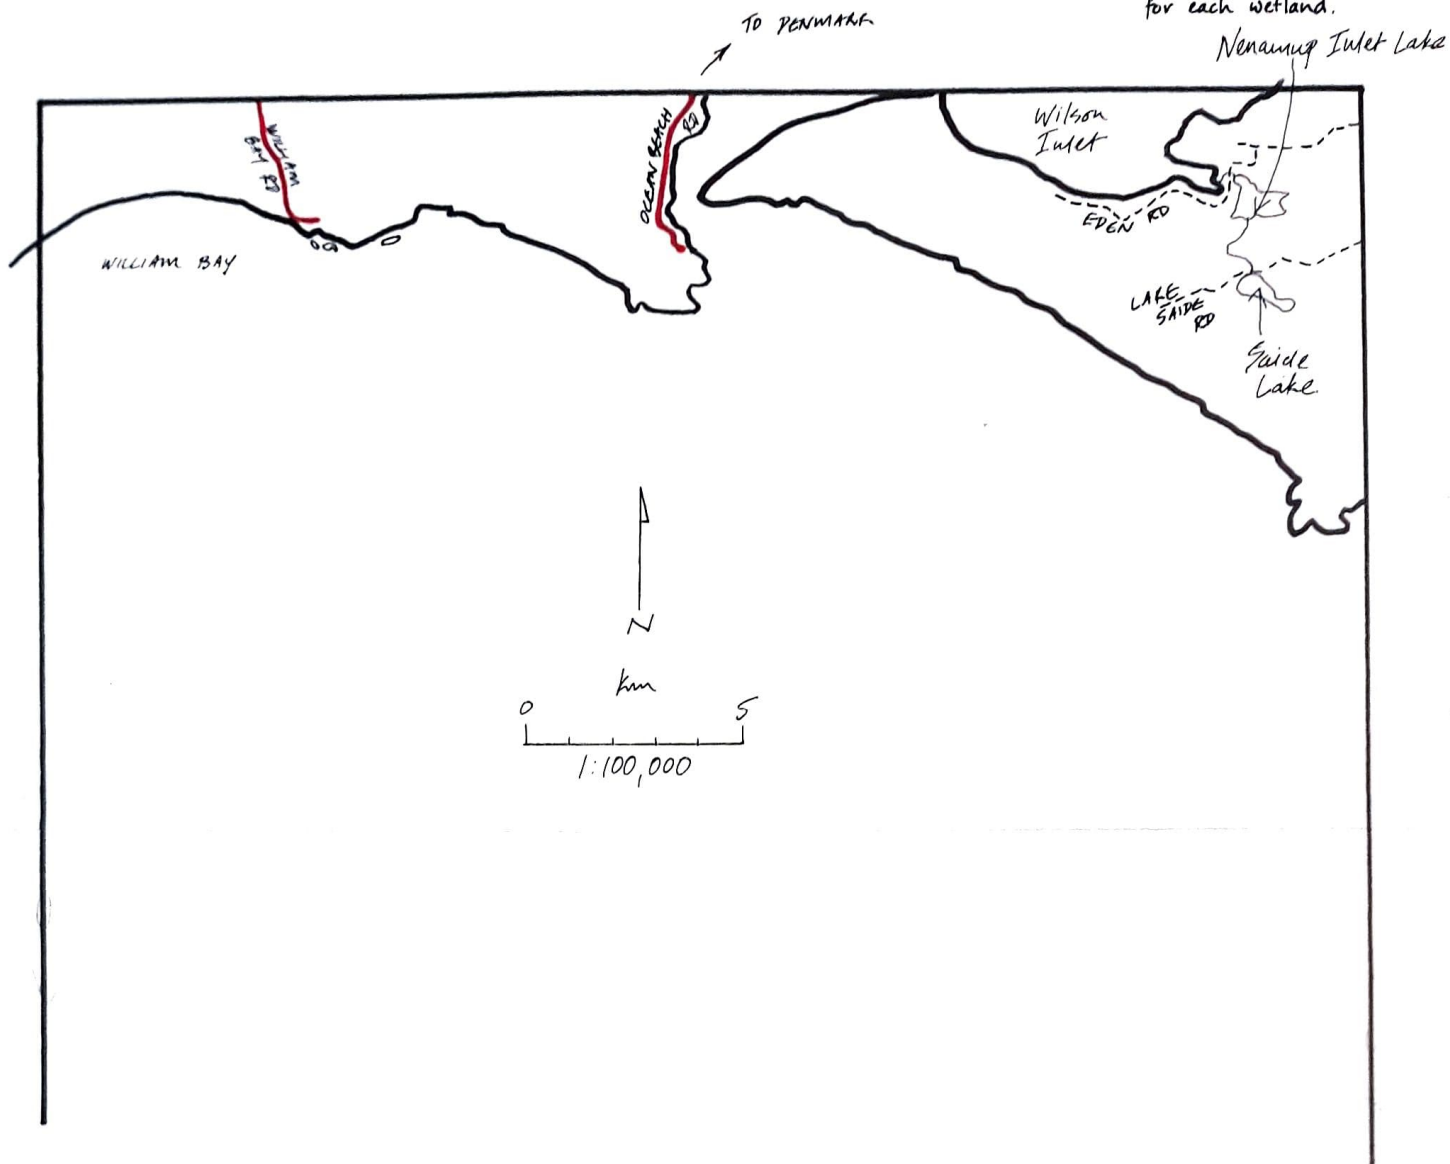 for each wetland.
Nenamup Inlet Lake
TO DENMARK
WILLIAM
BAY RD
OCEAN BEACH
RD
Wilson
Inlet
EDEN RD
WILLIAM BAY
LAKE
SAIDE
RD
Saide
Lake.
N
km
0 5
1:100,000